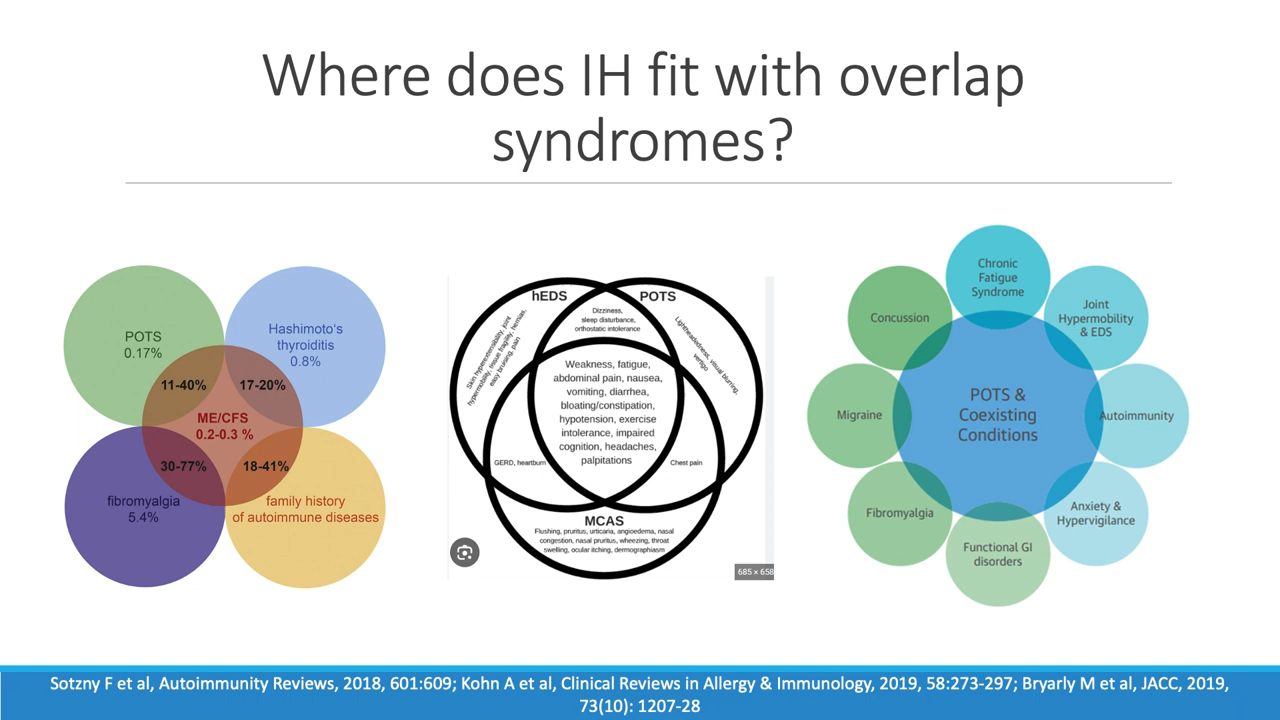 Where does IH fit with overlap
syndromes?
POTS
0.17%
Hashimoto's
thyroiditis
0.8%
11-40%
17-20%
ME/CFS
0.2-0.3 %
30-77%
18-41%
fibromyalgia
5.4%
family history
of autoimmune diseases
hEDS
POTS
Dizziness,
sleep disturbance,
orthostatic intolerance
Skin hyperextensibility, joint
hypermobility, tissue fragility, hernias,
easy bruising, pain
Lightheadedness, visual blurring,
vertigo
Weakness, fatigue,
abdominal pain, nausea,
vomiting, diarrhea,
bloating/constipation,
hypotension, exercise
intolerance, impaired
cognition, headaches,
palpitations
GERD, heartburn
Chest pain
MCAS
Flushing, pruritus, urticaria, angioedema, nasal
congestion, nasal pruritus, wheezing, throat
swelling, ocular itching, dermographiasm
685 × 658
Chronic
Fatigue
Syndrome
Concussion
Joint
Hypermobility
& EDS
Migraine
POTS &
Coexisting
Conditions
Autoimmunity
Fibromyalgia
Anxiety &
Hypervigilance
Functional GI
disorders
Sotzny F et al, Autoimmunity Reviews, 2018, 601:609; Kohn A et al, Clinical Reviews in Allergy & Immunology, 2019, 58:273-297; Bryarly M et al, JACC, 2019,
73(10): 1207-28